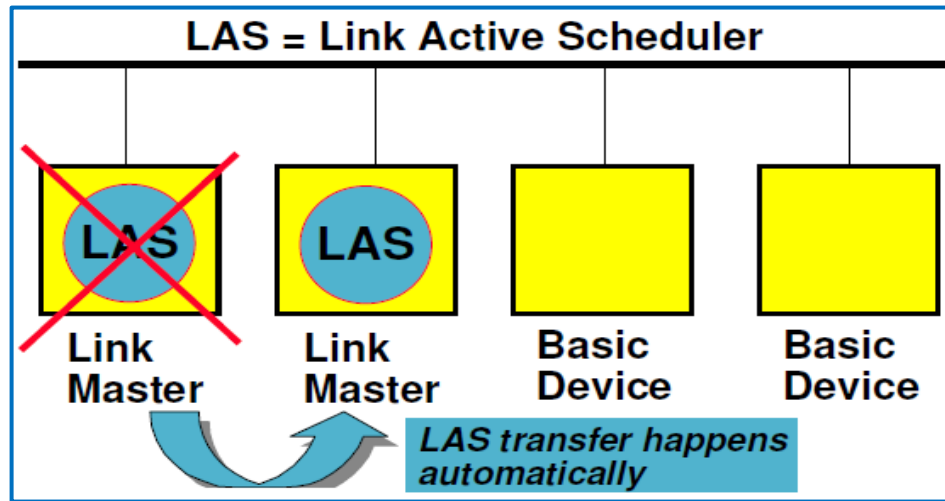 LAS = Link Active Scheduler
LAS
LAS
Link
Master
Link
Master
Basic
Device
Basic
Device
LAS transfer happens
automatically